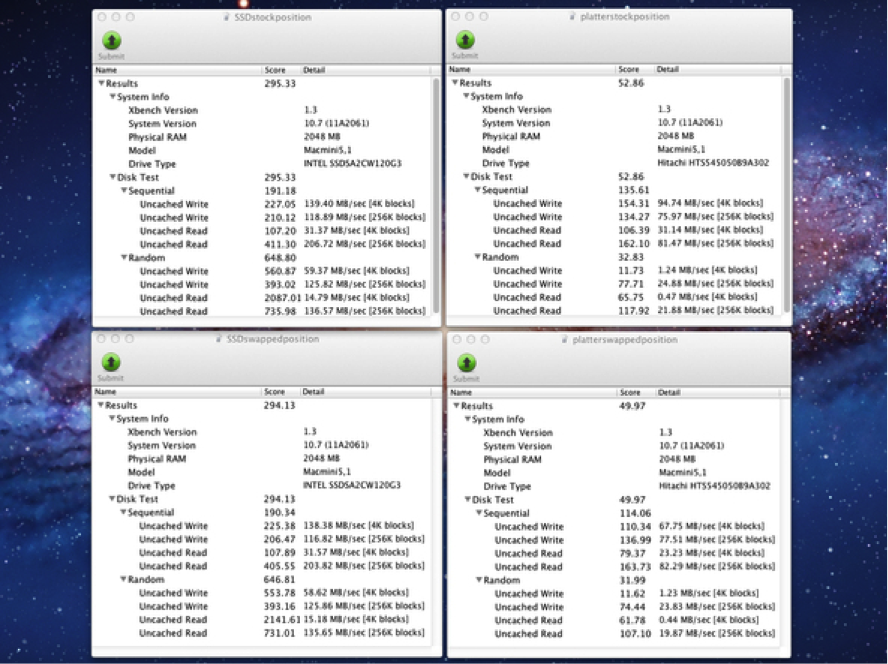 SSDstockposition
Submit
Name Score Detail
Results 295.33
System Info
Xbench Version 1.3
System Version 10.7 (11A2061)
Physical RAM 2048 MB
Model Macmini5,1
Drive Type INTEL SSDSA2CW120G3
Disk Test 295.33
Sequential 191.18
Uncached Write 227.05 139.40 MB/sec [4K blocks]
Uncached Write 210.12 118.89 MB/sec [256K blocks]
Uncached Read 107.20 31.37 MB/sec [4K blocks]
Uncached Read 411.30 206.72 MB/sec [256K blocks]
Random 648.80
Uncached Write 560.87 59.37 MB/sec [4K blocks]
Uncached Write 393.02 125.82 MB/sec [256K blocks]
Uncached Read 2087.01 14.79 MB/sec [4K blocks]
Uncached Read 735.98 136.57 MB/sec [256K blocks]
platterstockposition
Submit
Name Score Detail
Results 52.86
System Info
Xbench Version 1.3
System Version 10.7 (11A2061)
Physical RAM 2048 MB
Model Macmini5,1
Drive Type Hitachi HTS545050B9A302
Disk Test 52.86
Sequential 135.61
Uncached Write 154.31 94.74 MB/sec [4K blocks]
Uncached Write 134.27 75.97 MB/sec [256K blocks]
Uncached Read 106.39 31.14 MB/sec [4K blocks]
Uncached Read 162.10 81.47 MB/sec [256K blocks]
Random 32.83
Uncached Write 11.73 1.24 MB/sec [4K blocks]
Uncached Write 77.71 24.88 MB/sec [256K blocks]
Uncached Read 65.75 0.47 MB/sec [4K blocks]
Uncached Read 117.92 21.88 MB/sec [256K blocks]
SSDswappedposition
Submit
Name Score Detail
Results 294.13
System Info
Xbench Version 1.3
System Version 10.7 (11A2061)
Physical RAM 2048 MB
Model Macmini5,1
Drive Type INTEL SSDSA2CW120G3
Disk Test 294.13
Sequential 190.34
Uncached Write 225.38 138.38 MB/sec [4K blocks]
Uncached Write 206.47 116.82 MB/sec [256K blocks]
Uncached Read 107.89 31.57 MB/sec [4K blocks]
Uncached Read 405.55 203.82 MB/sec [256K blocks]
Random 646.81
Uncached Write 553.78 58.62 MB/sec [4K blocks]
Uncached Write 393.16 125.86 MB/sec [256K blocks]
Uncached Read 2141.61 15.18 MB/sec [4K blocks]
Uncached Read 731.01 135.65 MB/sec [256K blocks]
platterswappedposition
Submit
Name Score Detail
Results 49.97
System Info
Xbench Version 1.3
System Version 10.7 (11A2061)
Physical RAM 2048 MB
Model Macmini5,1
Drive Type Hitachi HTS545050B9A302
Disk Test 49.97
Sequential 114.06
Uncached Write 110.34 67.75 MB/sec [4K blocks]
Uncached Write 136.99 77.51 MB/sec [256K blocks]
Uncached Read 79.37 23.23 MB/sec [4K blocks]
Uncached Read 163.73 82.29 MB/sec [256K blocks]
Random 31.99
Uncached Write 11.62 1.23 MB/sec [4K blocks]
Uncached Write 74.44 23.83 MB/sec [256K blocks]
Uncached Read 61.78 0.44 MB/sec [4K blocks]
Uncached Read 107.10 19.87 MB/sec [256K blocks]